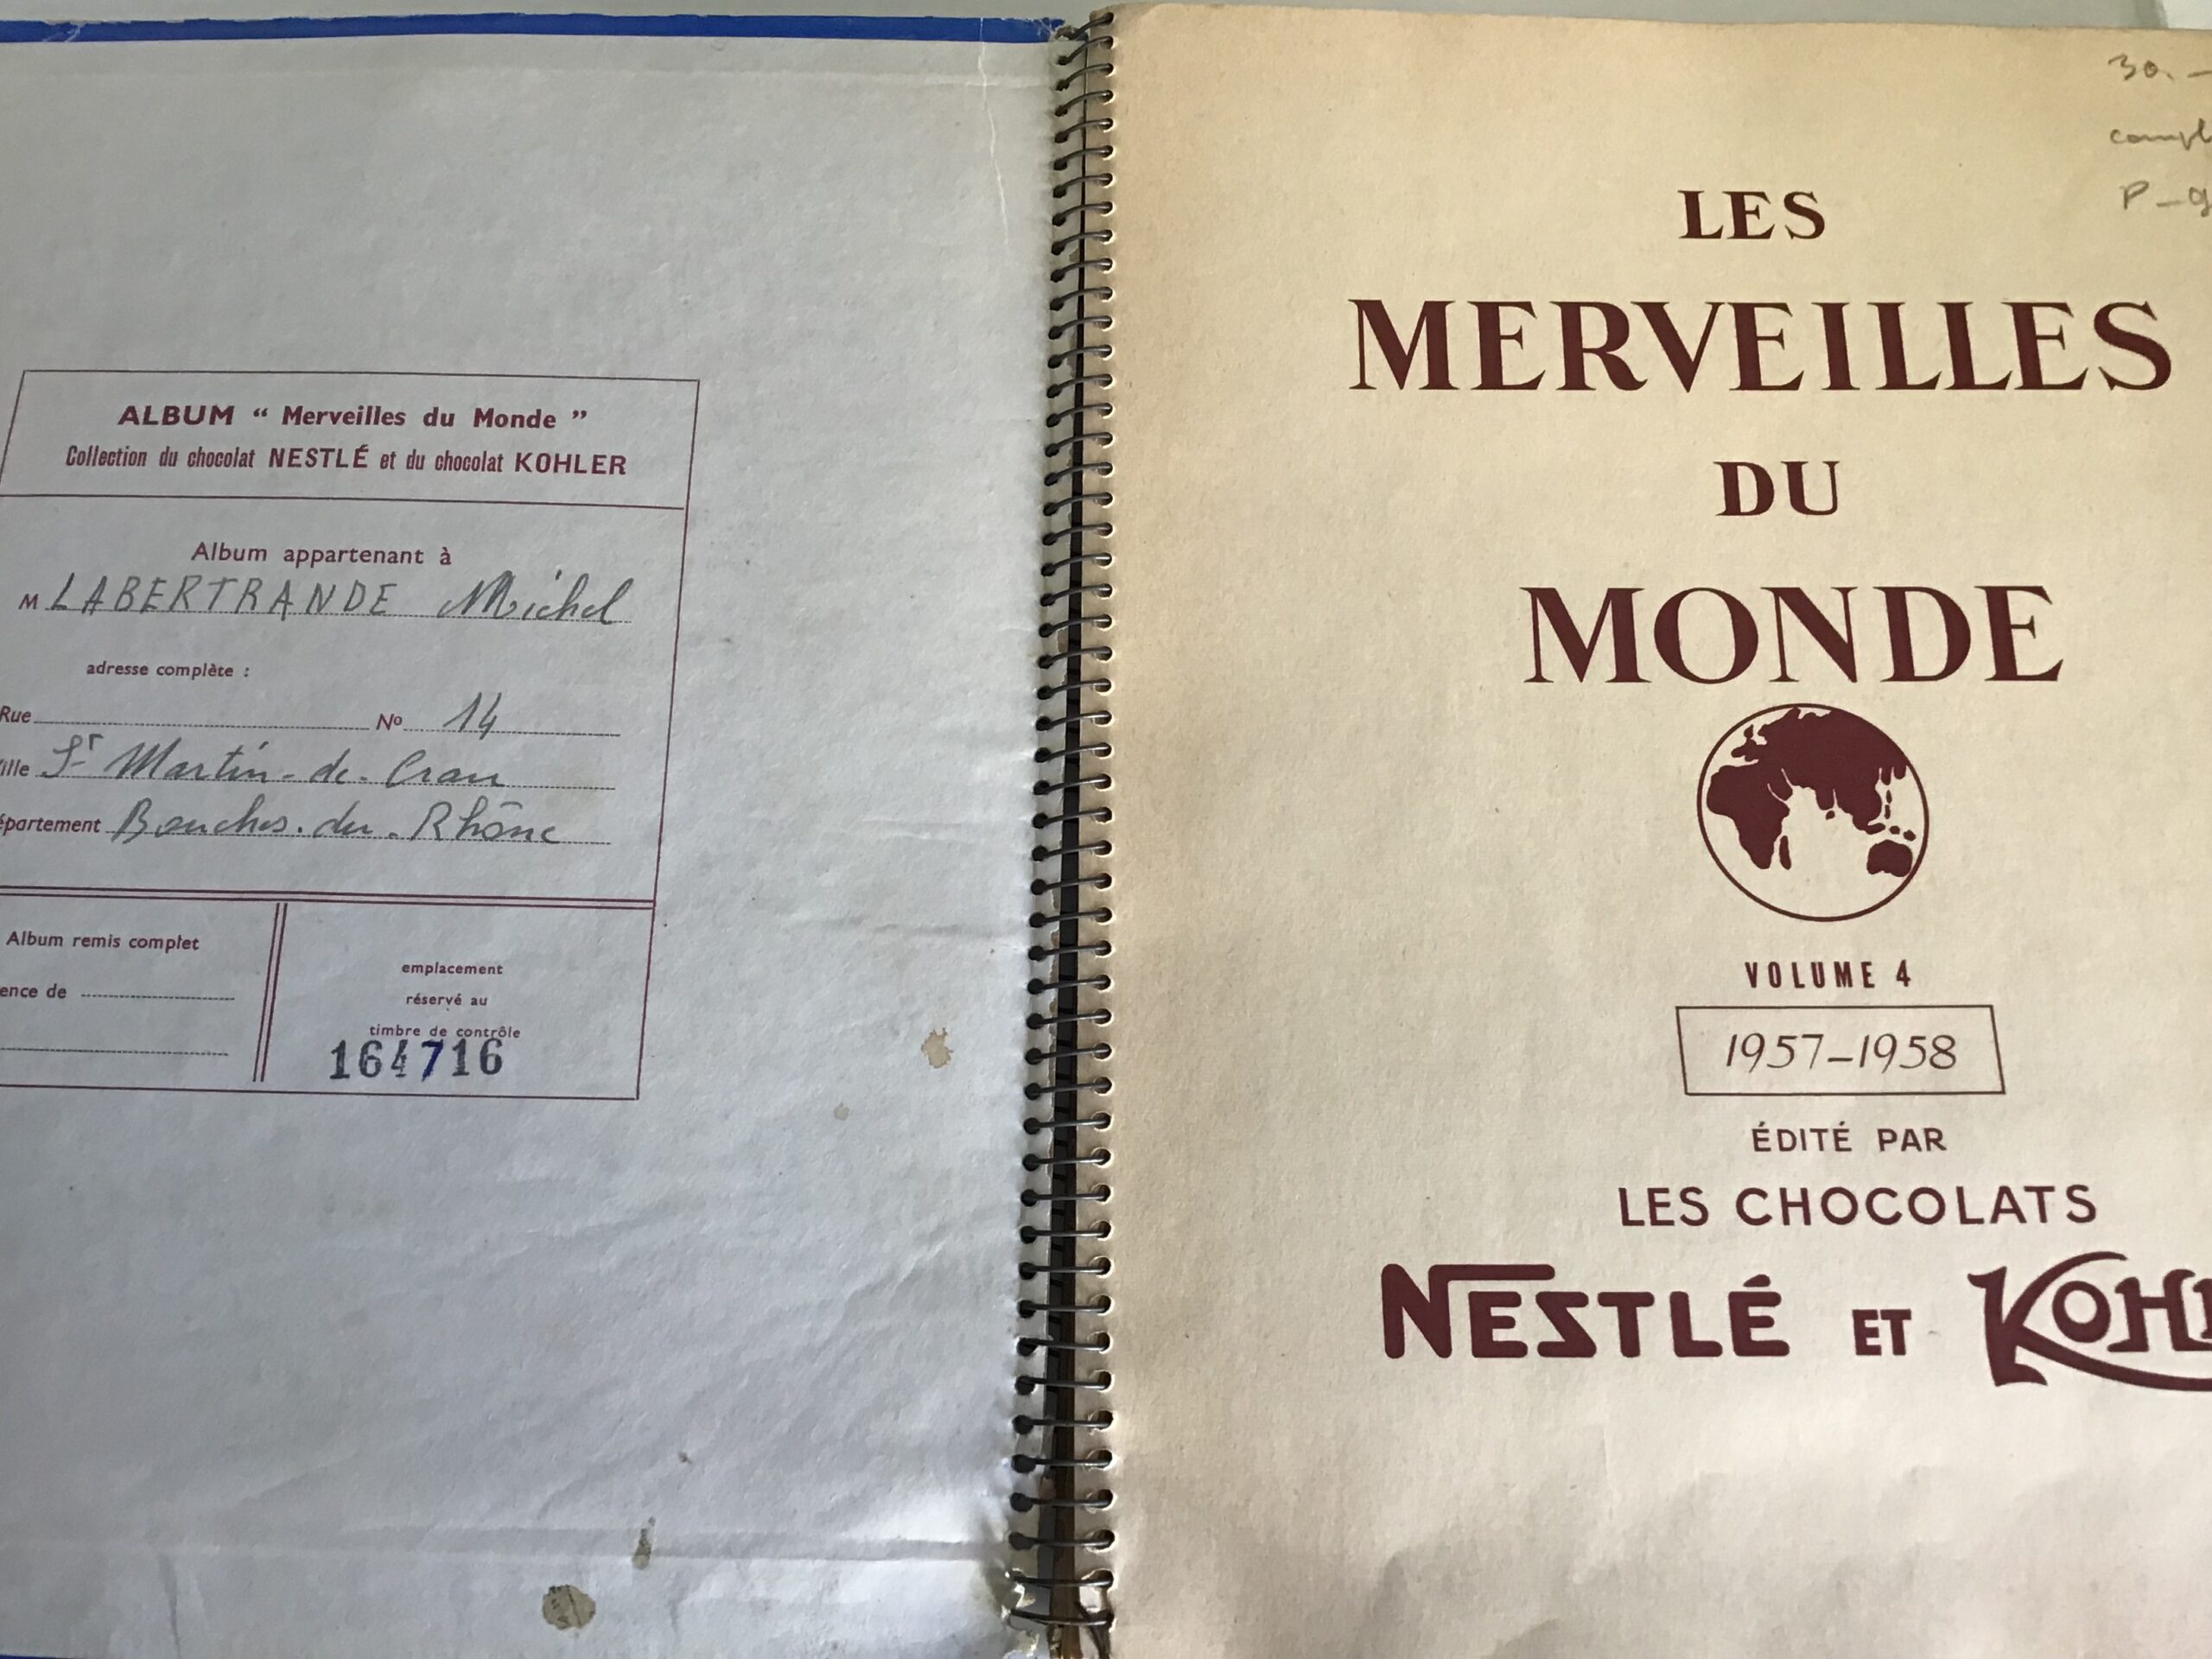 ALBUM “ Merveilles du Monde ”
Collection du chocolat NESTLÉ et du chocolat KOHLER
Album appartenant à
M LABERTRANDE Michel
adresse complète :
Rue No 14
St Martin-de-Crau
Bouches-du-Rhône
Album remis complet
de
emplacement
réservé au
timbre de contrôle
164716
30.-
LES
MERVEILLES
DU
MONDE
VOLUME 4
1957-1958
ÉDITÉ PAR
LES CHOCOLATS
NESTLÉ ET